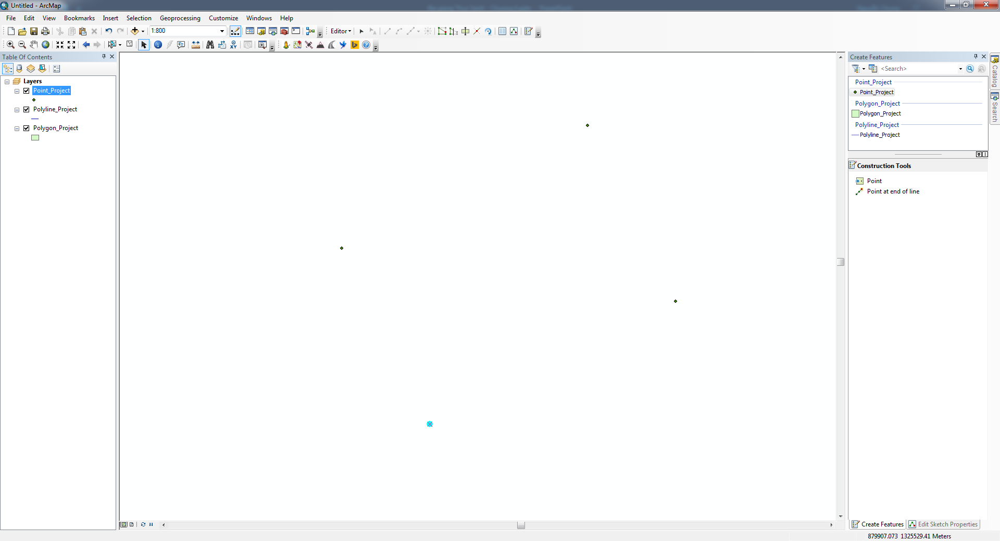 Untitled - ArcMap
File Edit View Bookmarks Insert Selection Geoprocessing Customize Windows Help
1:800
Editor
Table Of Contents
Layers
Point_Project
Polyline_Project
Polygon_Project
Create Features
<Search>
Point_Project
Point_Project
Polygon_Project
Polygon_Project
Polyline_Project
Polyline_Project
Construction Tools
Point
Point at end of line
Catalog
Search
Create Features Edit Sketch Properties
879907.073 1325529.41 Meters